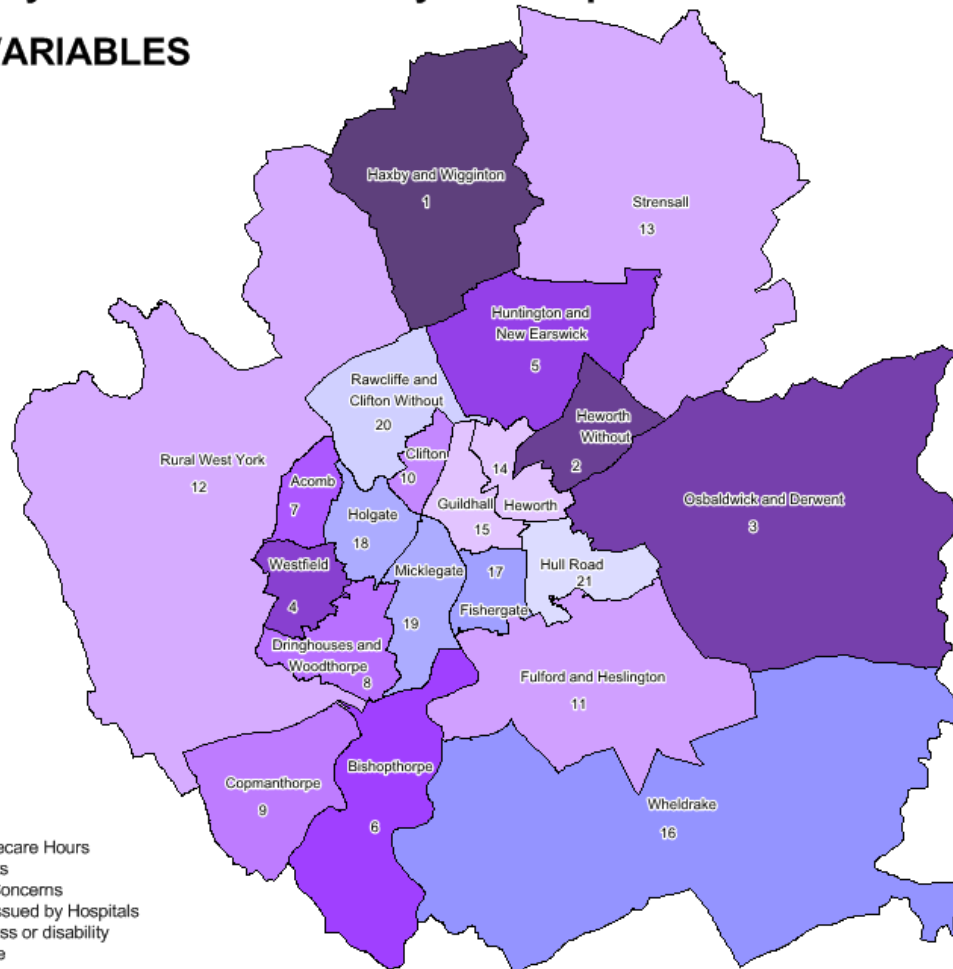 VARIABLES
Haxby and Wigginton
1
Strensall
13
Huntington and
New Earswick
5
Rawcliffe and
Clifton Without
20
Heworth
Without
2
Rural West York
12
Clifton
10
14
Heworth
Acomb
7
Guildhall
15
Osbaldwick and Derwent
3
Holgate
18
Westfield
4
Micklegate
19
17
Fishergate
Hull Road
21
Dringhouses and
Woodthorpe
8
Fulford and Heslington
11
Bishopthorpe
6
Copmanthorpe
9
Wheldrake
16
ecare Hours
oncerns
ssued by Hospitals
ss or disability